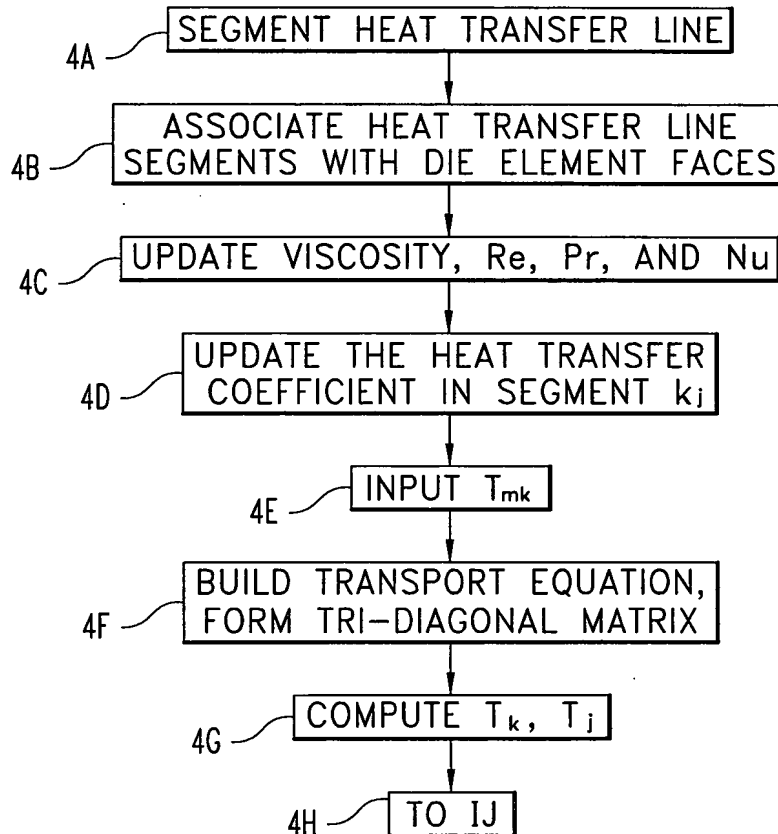 4A
SEGMENT HEAT TRANSFER LINE
4B
ASSOCIATE HEAT TRANSFER LINE
SEGMENTS WITH DIE ELEMENT FACES
4C
UPDATE VISCOSITY, Re, Pr, AND Nu
4D
UPDATE THE HEAT TRANSFER
COEFFICIENT IN SEGMENT kj
4E
INPUT Tmk
4F
BUILD TRANSPORT EQUATION,
FORM TRI-DIAGONAL MATRIX
4G
COMPUTE Tk, Tj
4H
TO IJ